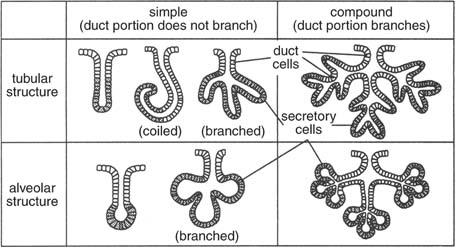 simple
(duct portion does not branch)
compound
(duct portion branches)
tubular
structure
duct
cells
secretory
cells
(coiled)
(branched)
alveolar
structure
(branched)